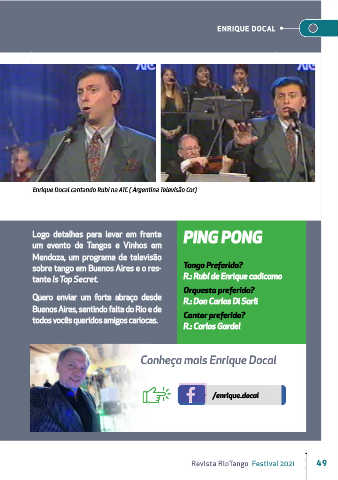 ENRIQUE DOCAL
ATC
ATC
Enrique Docal cantando Rubí na ATC ( Argentina Televisão Cor)
Logo detalhes para levar em frente
um evento de Tangos e Vinhos em
Mendoza, um programa de televisão
sobre tango em Buenos Aires e o res-
tante Is Top Secret.
Quero enviar um forte abraço desde
Buenos Aires, sentindo falta do Rio e de
todos vocês queridos amigos cariocas.
PING PONG
Tango Preferido?
R.: Rubí de Enrique cadicamo
Orquesta preferida?
R.: Don Carlos Di Sarli
Cantor preferido?
R.: Carlos Gardel
Conheça mais Enrique Docal
f
/enrique.docal
Revista RioTango Festival 2021 49